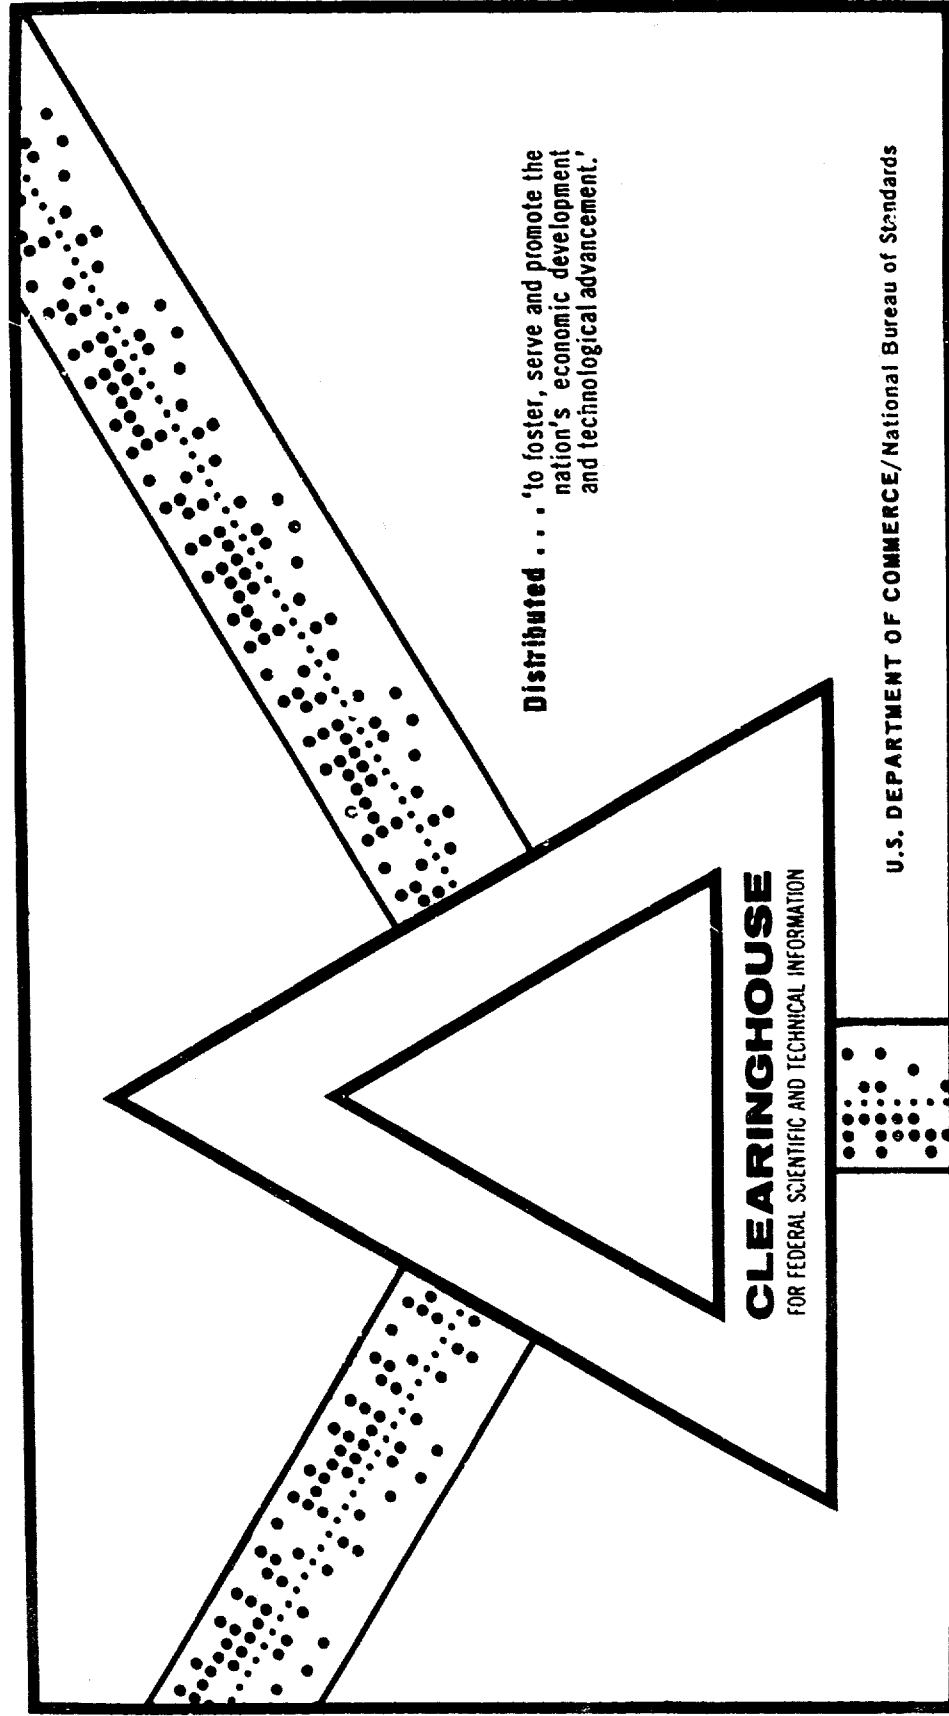 Distributed . . . 'to foster, serve and promote the
nation's economic development
and technological advancement.'
CLEARINGHOUSE
FOR FEDERAL SCIENTIFIC AND TECHNICAL INFORMATION
U.S. DEPARTMENT OF COMMERCE/National Bureau of Standards